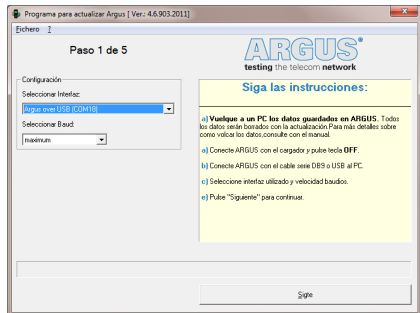 Programa para actualizar Argus [ Ver.: 4.6.903.2011]
Fichero ?
Paso 1 de 5
ARGUS®
testing the telecom network
Configuración
Seleccionar Interfaz:
Argus over USB (COM18)
Seleccionar Baud:
maximum
Siga las instrucciones:
a) Vuelque a un PC los datos guardados en ARGUS. Todos
los datos serán borrados con la actualización.Para más detalles sobre
como volcar los datos,consulte con el manual.
a) Conecte ARGUS con el cargador y pulse tecla OFF.
b) Conecte ARGUS con el cable serie DB9 o USB al PC.
c) Seleccione interfaz utilizado y velocidad baudios.
e) Pulse "Siguiente" para continuar.
Sigte